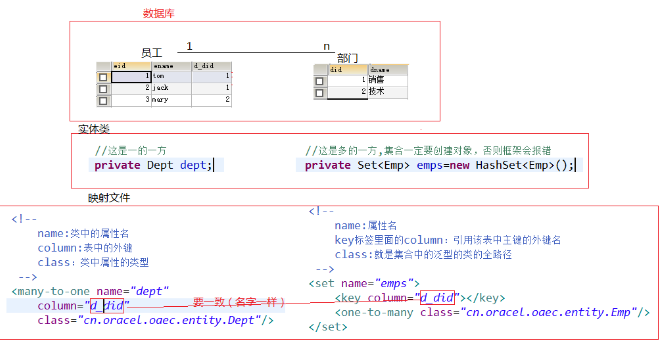 数据库
员工 1 n 部门
eid ename d_did
1 tom 1
2 jack 1
3 mary 2
did dname
1 销售
2 技术
实体类
//这是一的一方
private Dept dept;
//这是多的一方,集合一定要创建对象，否则框架会报错
private Set<Emp> emps=new HashSet<Emp>();
映射文件
<!--
name:类中的属性名
column:表中的外键
class：类中属性的类型
-->
<many-to-one name="dept"
column="d_did"
class="cn.oracel.oaec.entity.Dept"/>
要一致(名字一样)
<!--
name:属性名
key标签里面的column：引用该表中主键的外键名
class:就是集合中的泛型的类的全路径
-->
<set name="emps">
<key column="d_did"></key>
<one-to-many class="cn.oracel.oaec.entity.Emp"/>
</set>